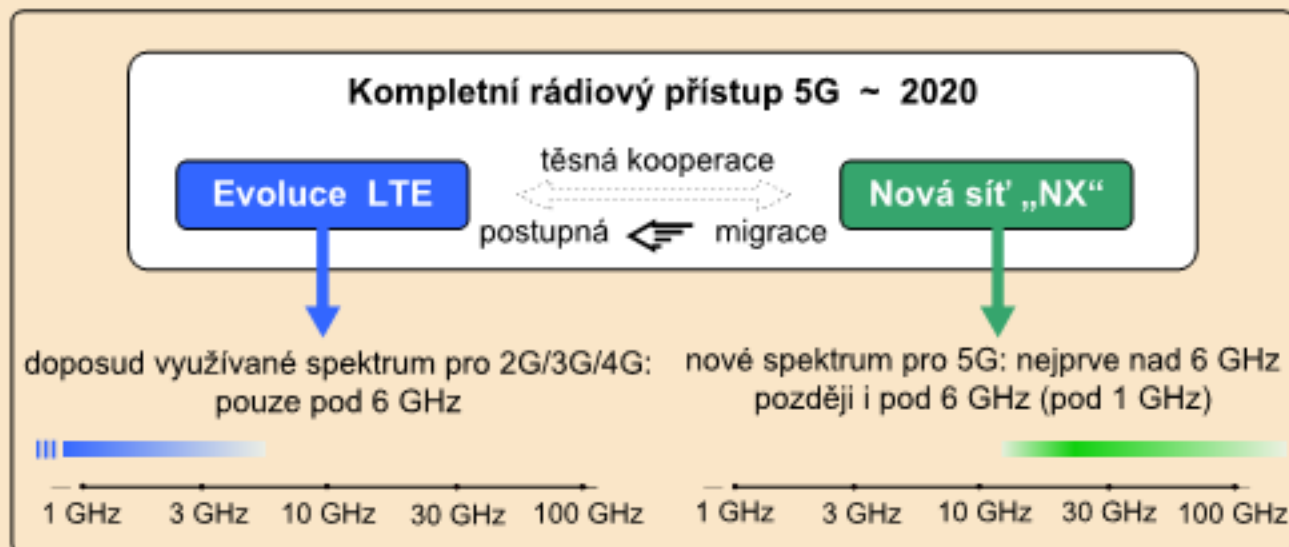 Kompletní rádiový přístup 5G ~ 2020
těsná kooperace
Evoluce LTE
Nová síť „NX“
postupná migrace
doposud využívané spektrum pro 2G/3G/4G:
pouze pod 6 GHz
nové spektrum pro 5G: nejprve nad 6 GHz
později i pod 6 GHz (pod 1 GHz)
1 GHz 3 GHz 10 GHz 30 GHz 100 GHz
1 GHz 3 GHz 10 GHz 30 GHz 100 GHz